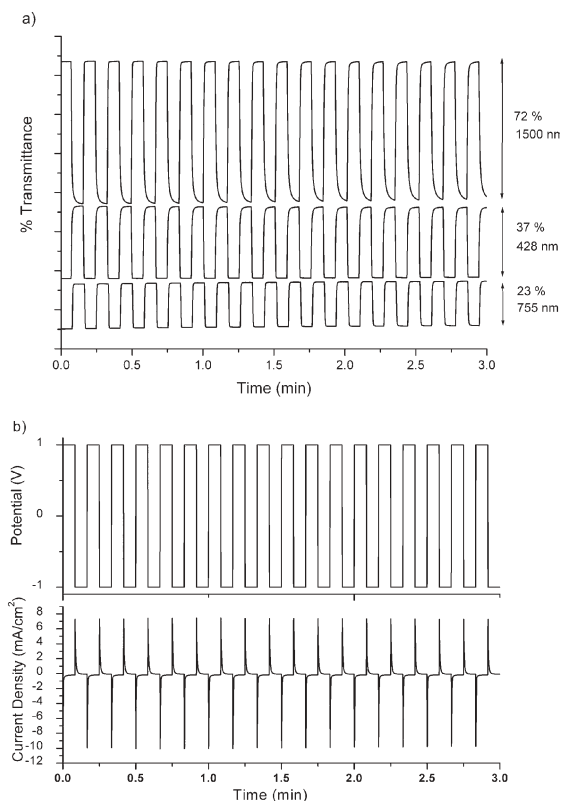 a)
% Transmittance
72 %
1500 nm
37 %
428 nm
23 %
755 nm
0.0 0.5 1.0 1.5 2.0 2.5 3.0
Time (min)
b)
Potential (V)
1
0
-1
Current Density (mA/cm²)
8
6
4
2
0
-2
-4
-6
-8
-10
-12
0.0 0.5 1.0 1.5 2.0 2.5 3.0
Time (min)